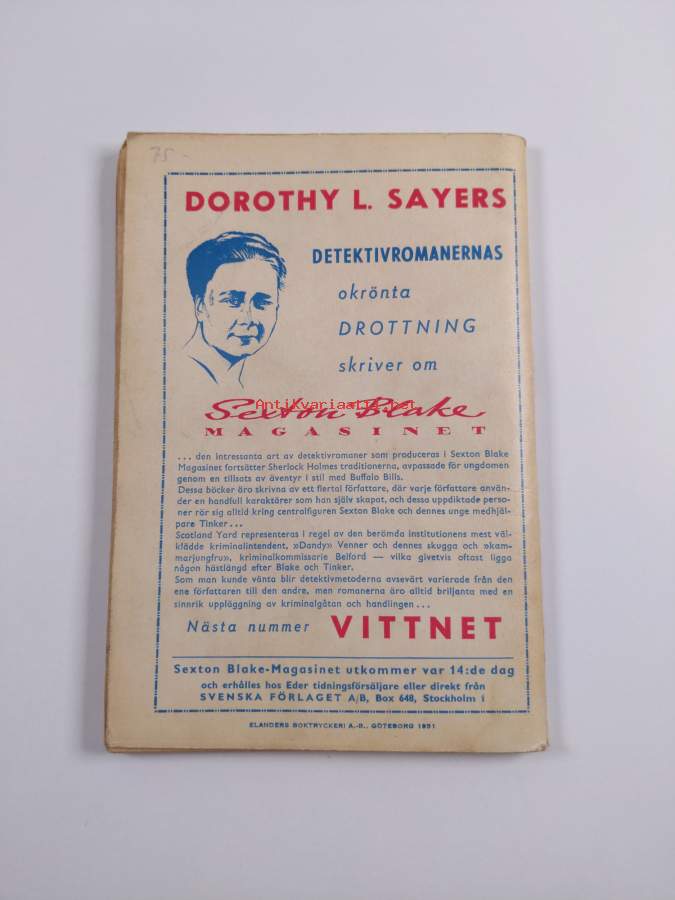 75-
DOROTHY L. SAYERS
DETEKTIVROMANERNAS
okrönta
DROTTNING
skriver om
Sexton Blake
Antikvariaatit.net
MAGASINET
... den intressanta art av detektivromaner som produceras i Sexton Blake
Magasinet fortsätter Sherlock Holmes traditionerna, avpassade för ungdomen
genom en tillsats av äventyr i stil med Buffalo Bills.
Dessa böcker äro skrivna av ett flertal författare, där varje författare använ-
der en handfull karaktärer som han själv skapat, och dessa uppdiktade perso-
ner rör sig alltid kring centralfiguren Sexton Blake och dennes unge medhjäl-
pare Tinker...
Scotland Yard representeras i regel av den berömda institutionens mest väl-
klädde kriminalintendent, »Dandy» Venner och dennes skugga och »kam-
marjungfru», kriminalkommissarie Belford — vilka givetvis oftast ligga
någon hästlängd efter Blake och Tinker.
Som man kunde vänta blir detektivmetoderna avsevärt varierade från den
ene författaren till den andre, men romanerna äro alltid briljanta med en
sinnrik uppläggning av kriminalgåtan och handlingen...
Nästa nummer VITTNET
Sexton Blake-Magasinet utkommer var 14:de dag
och erhålles hos Eder tidningsförsäljare eller direkt från
SVENSKA FÖRLAGET A/B, Box 648, Stockholm 1
ELANDERS BOKTRYCKERI A.-B., GÖTEBORG 1951